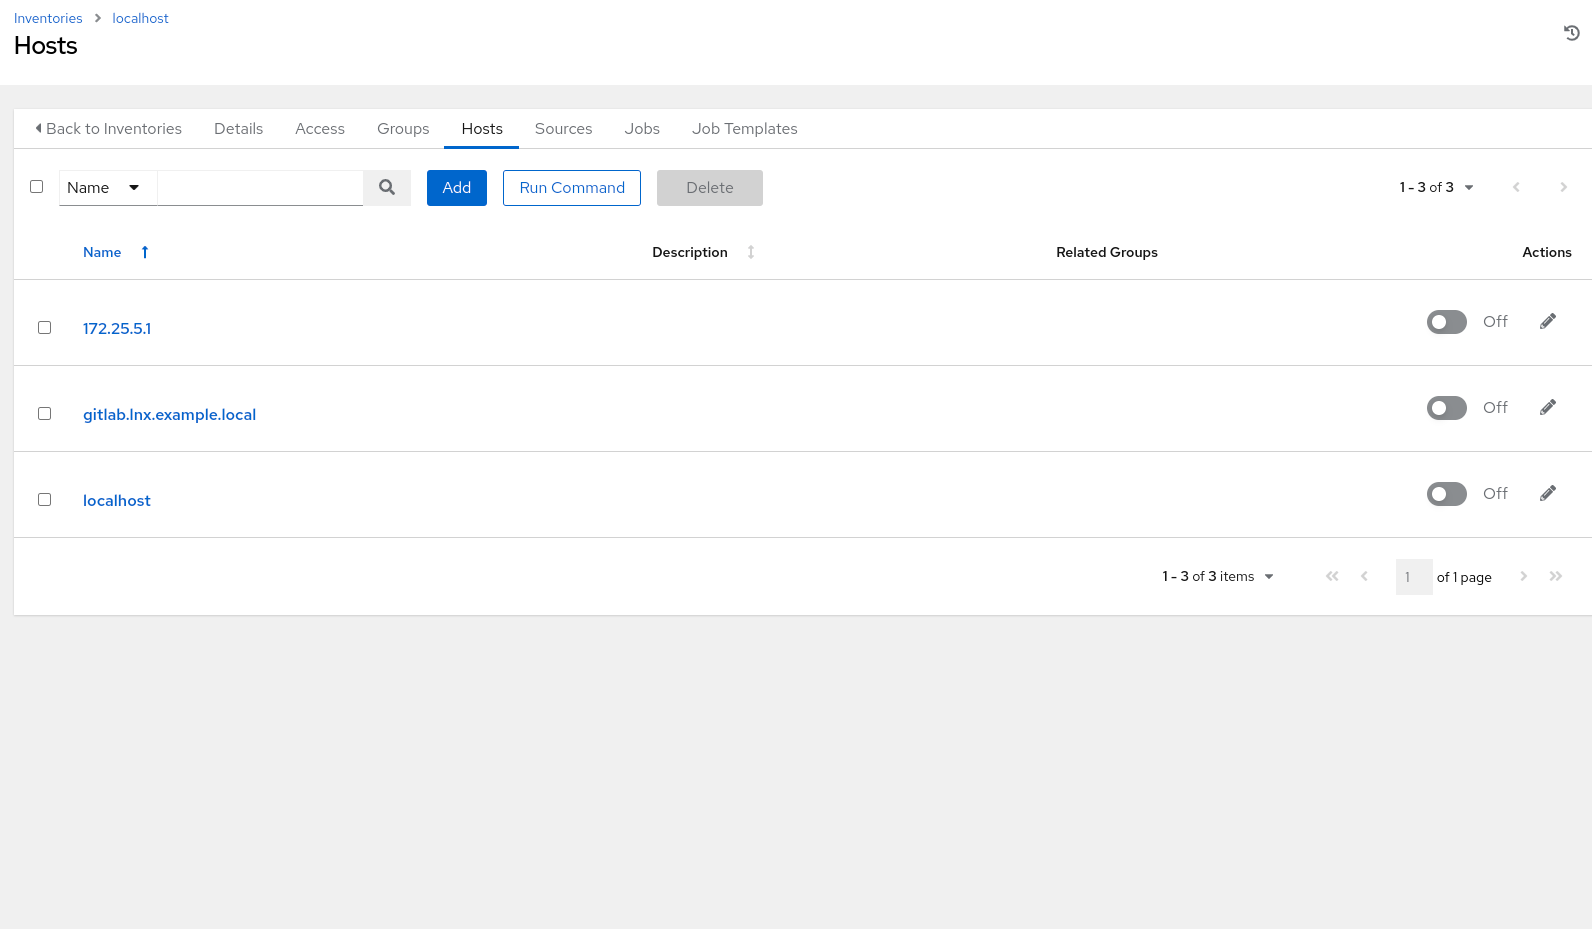 Inventories localhost
Hosts
Back to Inventories Details Access Groups Hosts Sources Jobs Job Templates
Name Add Run Command Delete 1 - 3 of 3
Name Description Related Groups Actions
172.25.5.1 Off
gitlab.lnx.example.local Off
localhost Off
1 - 3 of 3 items 1 of 1 page